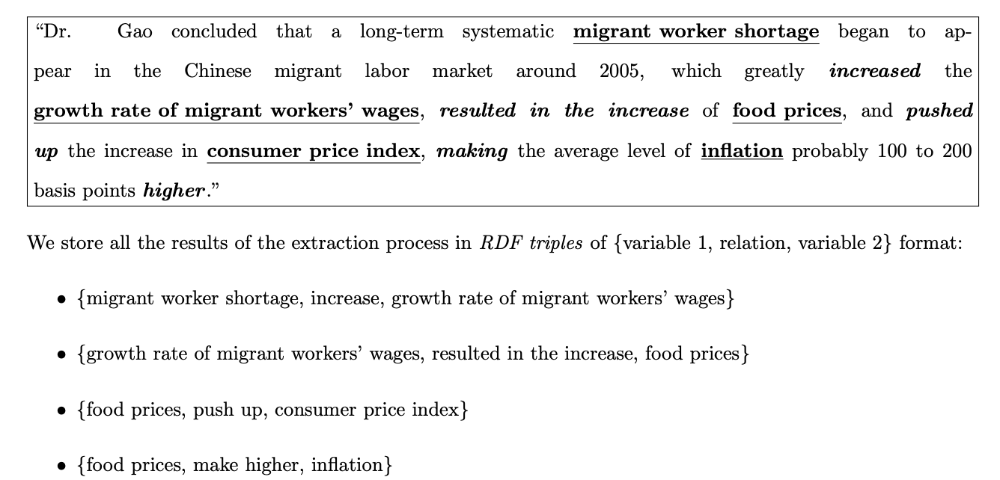 “Dr. Gao concluded that a long-term systematic migrant worker shortage began to ap-
pear in the Chinese migrant labor market around 2005, which greatly increased the
growth rate of migrant workers’ wages, resulted in the increase of food prices, and pushed
up the increase in consumer price index, making the average level of inflation probably 100 to 200
basis points higher.”
We store all the results of the extraction process in RDF triples of {variable 1, relation, variable 2} format:
• {migrant worker shortage, increase, growth rate of migrant workers’ wages}
• {growth rate of migrant workers’ wages, resulted in the increase, food prices}
• {food prices, push up, consumer price index}
• {food prices, make higher, inflation}